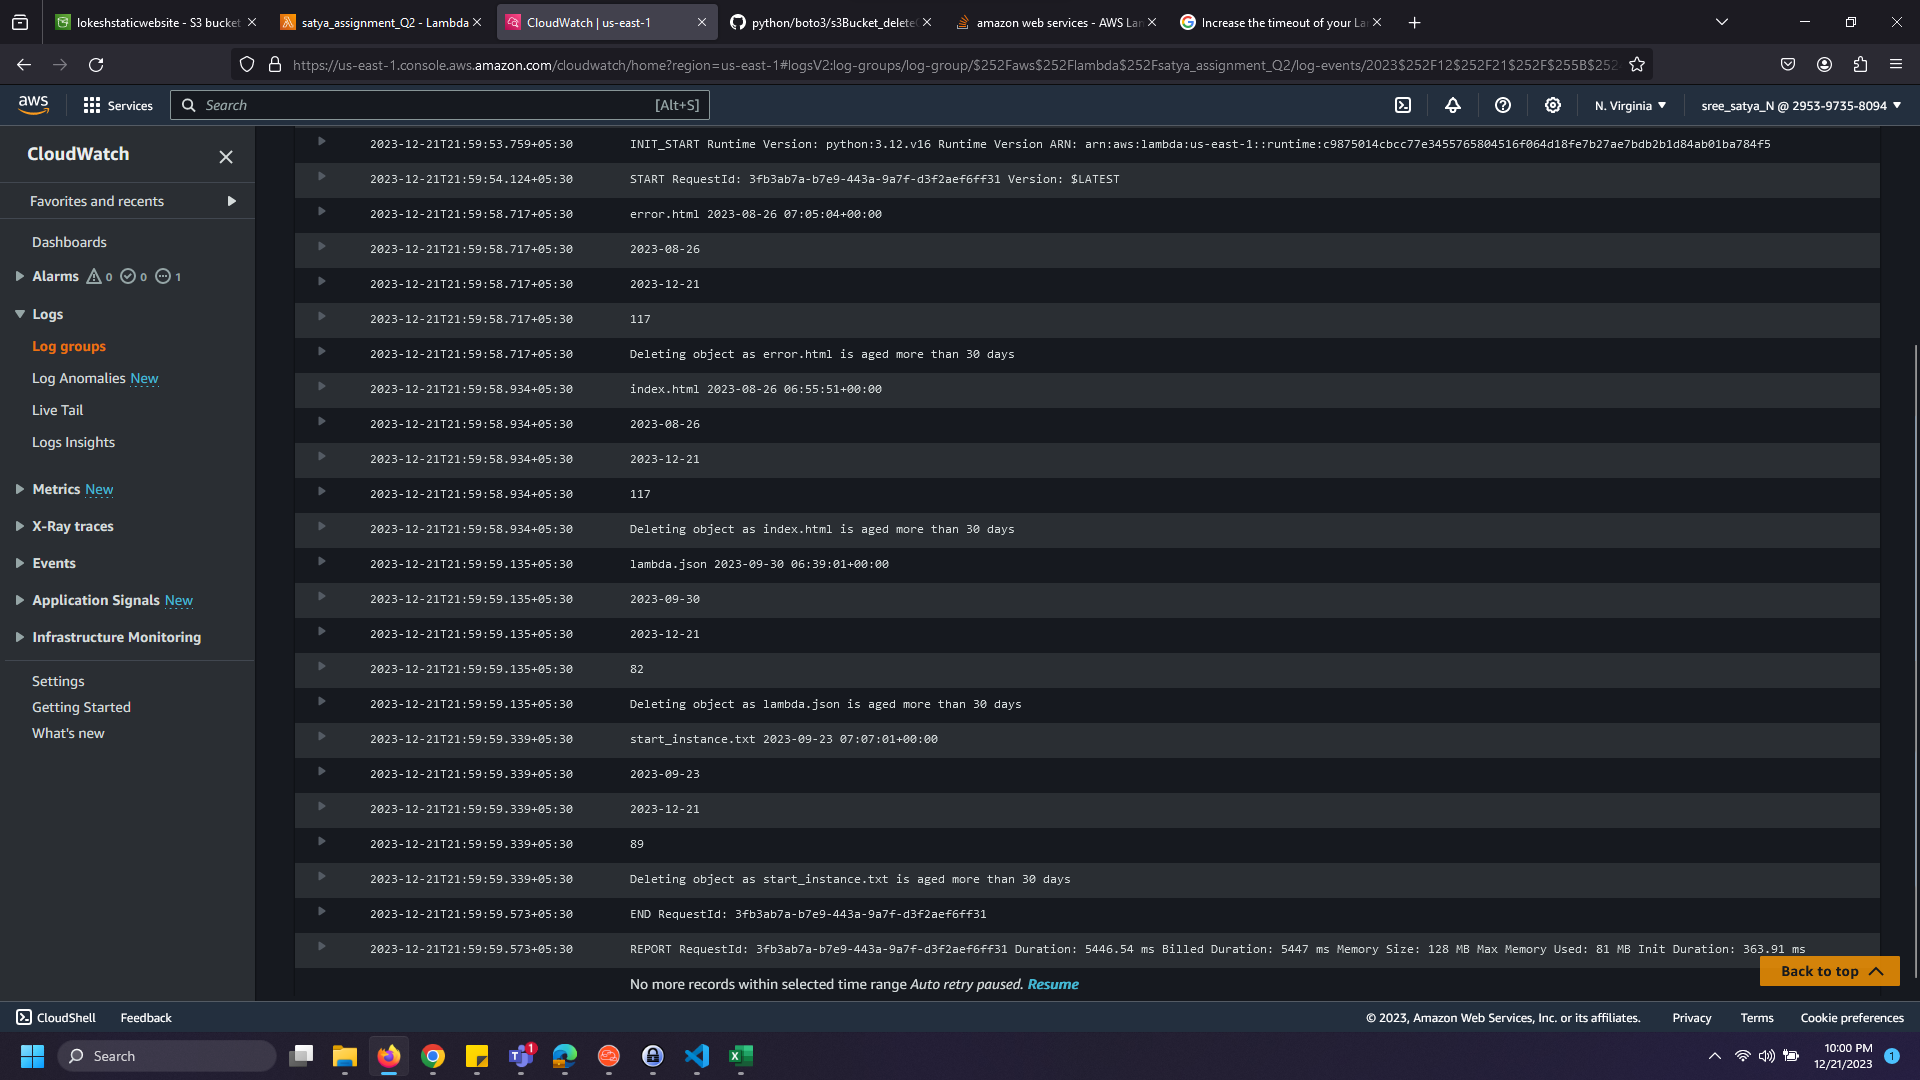 lokeshstaticwebsite - S3 bucket
satya_assignment_Q2 - Lambda
CloudWatch | us-east-1
python/boto3/s3Bucket_delete
amazon web services - AWS La
Increase the timeout of your La
https://us-east-1.console.aws.amazon.com/cloudwatch/home?region=us-east-1#logsV2:log-groups/log-group/$252Faws$252Flambda$252Fsatya_assignment_Q2/log-events/2023$252F12$252F21$252F$255B$252
aws
Services
Search
[Alt+S]
N. Virginia
sree_satya_N @ 2953-9735-8094
CloudWatch
Favorites and recents
Dashboards
Alarms 0 0 1
Logs
Log groups
Log Anomalies New
Live Tail
Logs Insights
Metrics New
X-Ray traces
Events
Application Signals New
Infrastructure Monitoring
Settings
Getting Started
What's new
2023-12-21T21:59:53.759+05:30 INIT_START Runtime Version: python:3.12.v16 Runtime Version ARN: arn:aws:lambda:us-east-1::runtime:c9875014cbcc77e3455765804516f064d18fe7b27ae7bdb2b1d84ab01ba784f5
2023-12-21T21:59:54.124+05:30 START RequestId: 3fb3ab7a-b7e9-443a-9a7f-d3f2aef6ff31 Version: $LATEST
2023-12-21T21:59:58.717+05:30 error.html 2023-08-26 07:05:04+00:00
2023-12-21T21:59:58.717+05:30 2023-08-26
2023-12-21T21:59:58.717+05:30 2023-12-21
2023-12-21T21:59:58.717+05:30 117
2023-12-21T21:59:58.717+05:30 Deleting object as error.html is aged more than 30 days
2023-12-21T21:59:58.934+05:30 index.html 2023-08-26 06:55:51+00:00
2023-12-21T21:59:58.934+05:30 2023-08-26
2023-12-21T21:59:58.934+05:30 2023-12-21
2023-12-21T21:59:58.934+05:30 117
2023-12-21T21:59:58.934+05:30 Deleting object as index.html is aged more than 30 days
2023-12-21T21:59:59.135+05:30 lambda.json 2023-09-30 06:39:01+00:00
2023-12-21T21:59:59.135+05:30 2023-09-30
2023-12-21T21:59:59.135+05:30 2023-12-21
2023-12-21T21:59:59.135+05:30 82
2023-12-21T21:59:59.135+05:30 Deleting object as lambda.json is aged more than 30 days
2023-12-21T21:59:59.339+05:30 start_instance.txt 2023-09-23 07:07:01+00:00
2023-12-21T21:59:59.339+05:30 2023-09-23
2023-12-21T21:59:59.339+05:30 2023-12-21
2023-12-21T21:59:59.339+05:30 89
2023-12-21T21:59:59.339+05:30 Deleting object as start_instance.txt is aged more than 30 days
2023-12-21T21:59:59.573+05:30 END RequestId: 3fb3ab7a-b7e9-443a-9a7f-d3f2aef6ff31
2023-12-21T21:59:59.573+05:30 REPORT RequestId: 3fb3ab7a-b7e9-443a-9a7f-d3f2aef6ff31 Duration: 5446.54 ms Billed Duration: 5447 ms Memory Size: 128 MB Max Memory Used: 81 MB Init Duration: 363.91 ms
No more records within selected time range Auto retry paused. Resume
Back to top
CloudShell
Feedback
© 2023, Amazon Web Services, Inc. or its affiliates.
Privacy
Terms
Cookie preferences
Search
1
10:00 PM
12/21/2023
1